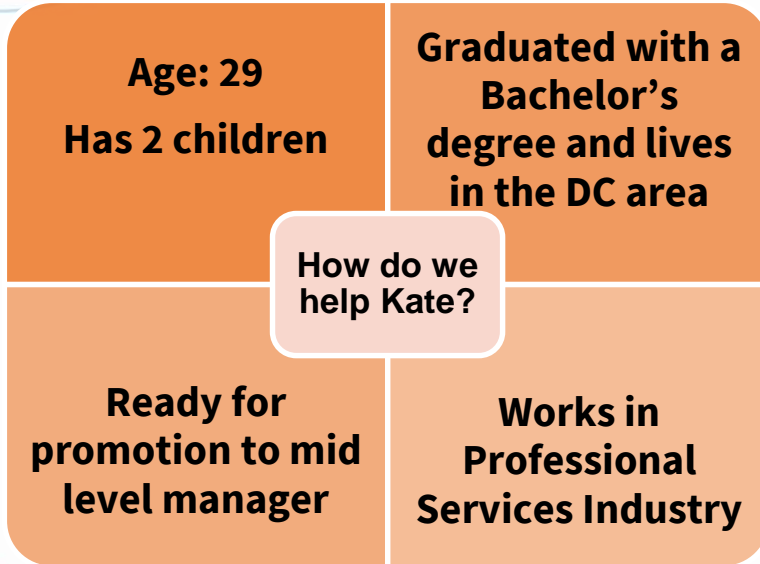 Age: 29
Has 2 children
Graduated with a
Bachelor’s
degree and lives
in the DC area
How do we
help Kate?
Ready for
promotion to mid
level manager
Works in
Professional
Services Industry